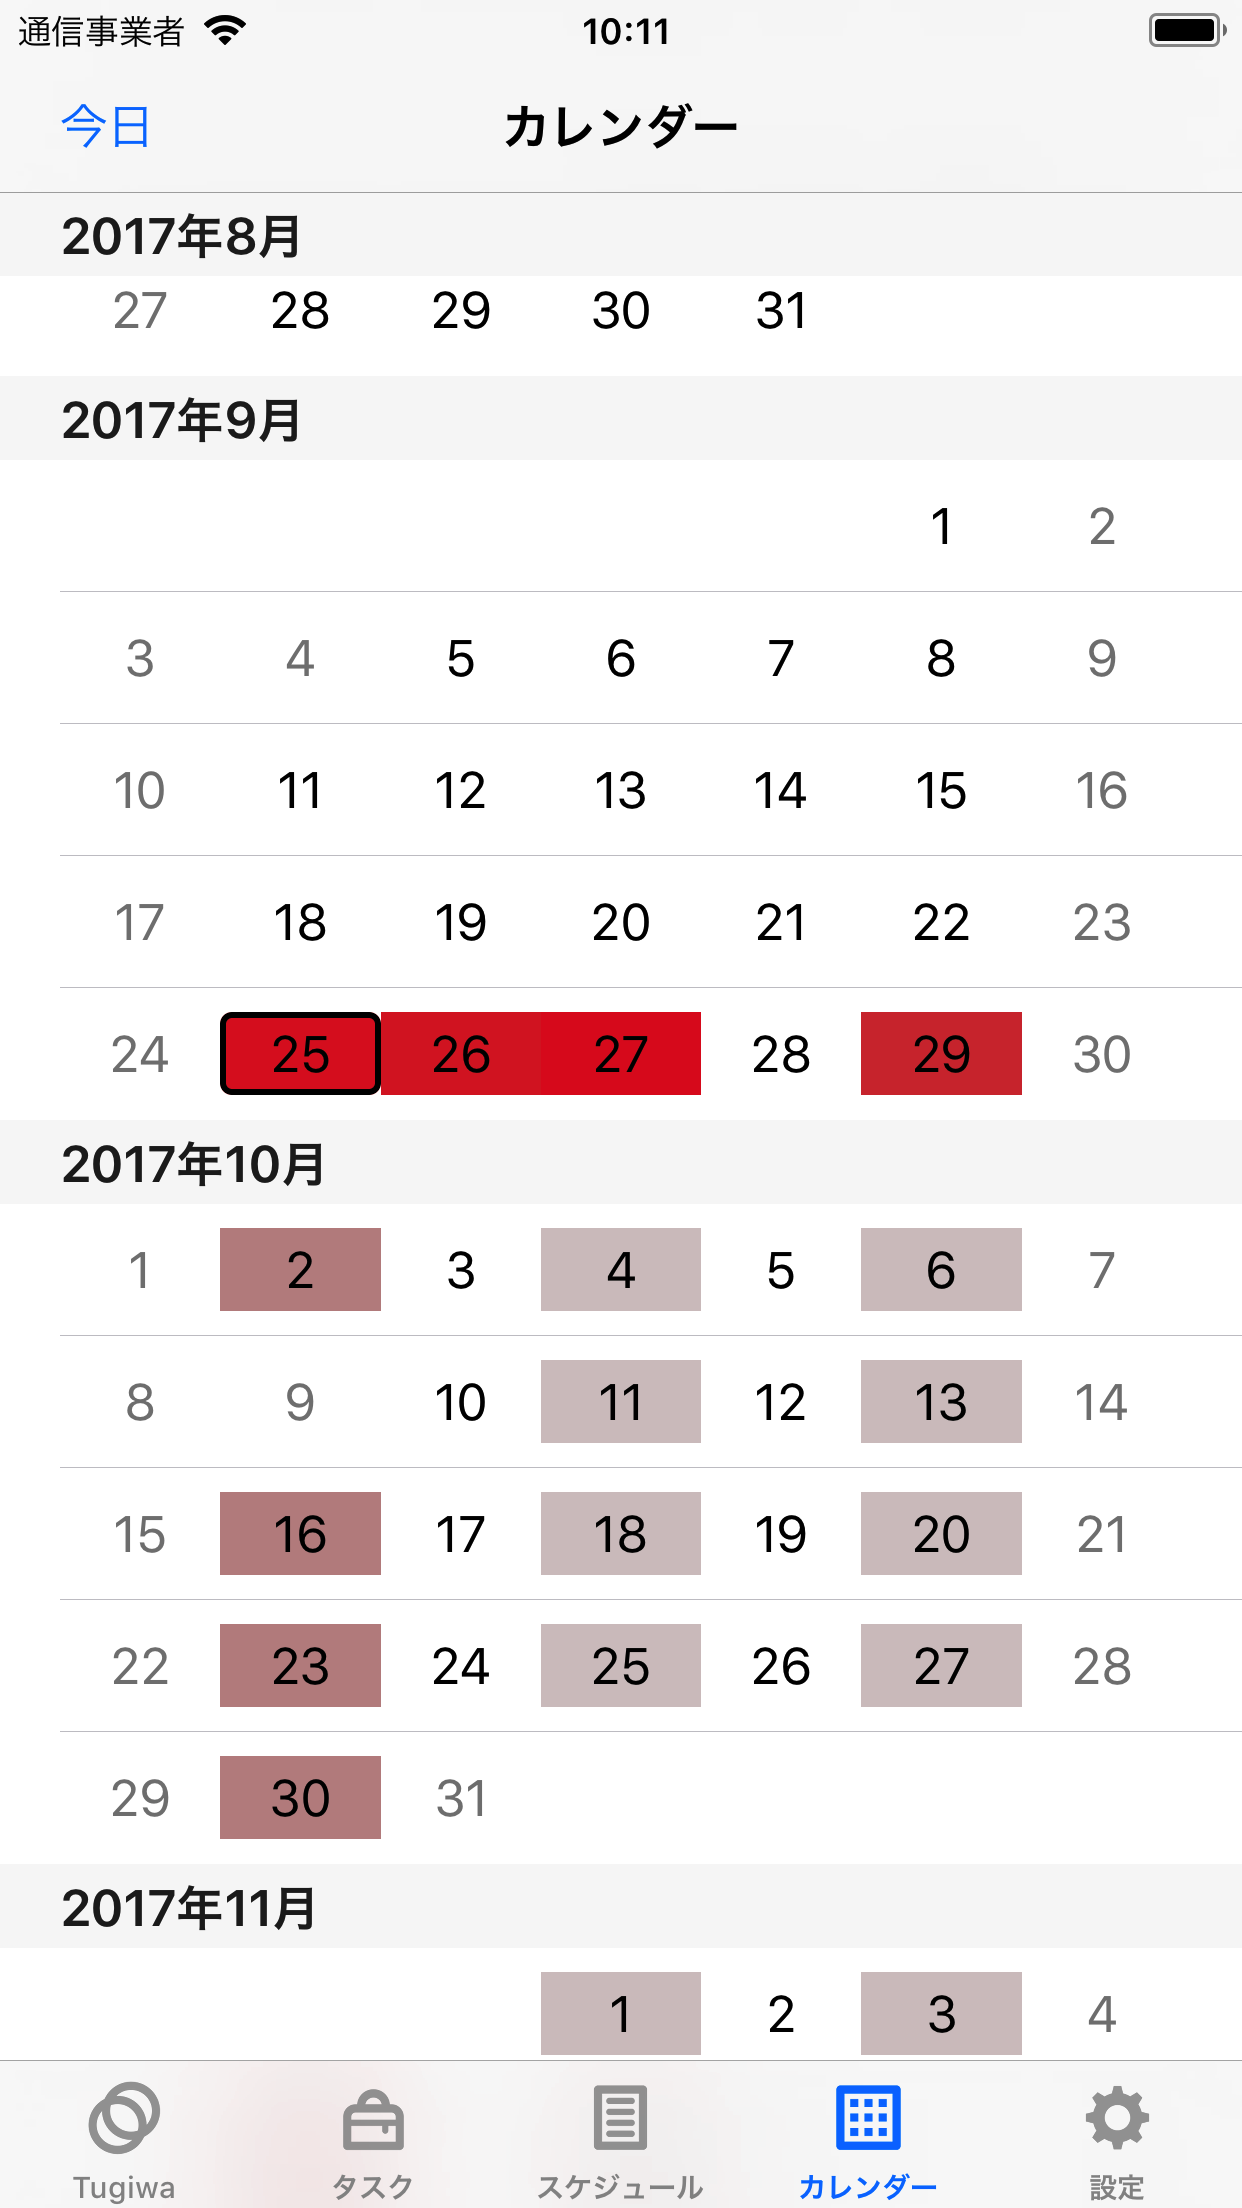 通信事業者 10:11
今日 カレンダー
2017年8月
27 28 29 30 31
2017年9月
1 2
3 4 5 6 7 8 9
10 11 12 13 14 15 16
17 18 19 20 21 22 23
24 25 26 27 28 29 30
2017年10月
1 2 3 4 5 6 7
8 9 10 11 12 13 14
15 16 17 18 19 20 21
22 23 24 25 26 27 28
29 30 31
2017年11月
1 2 3 4
Tugiwa タスク スケジュール カレンダー 設定